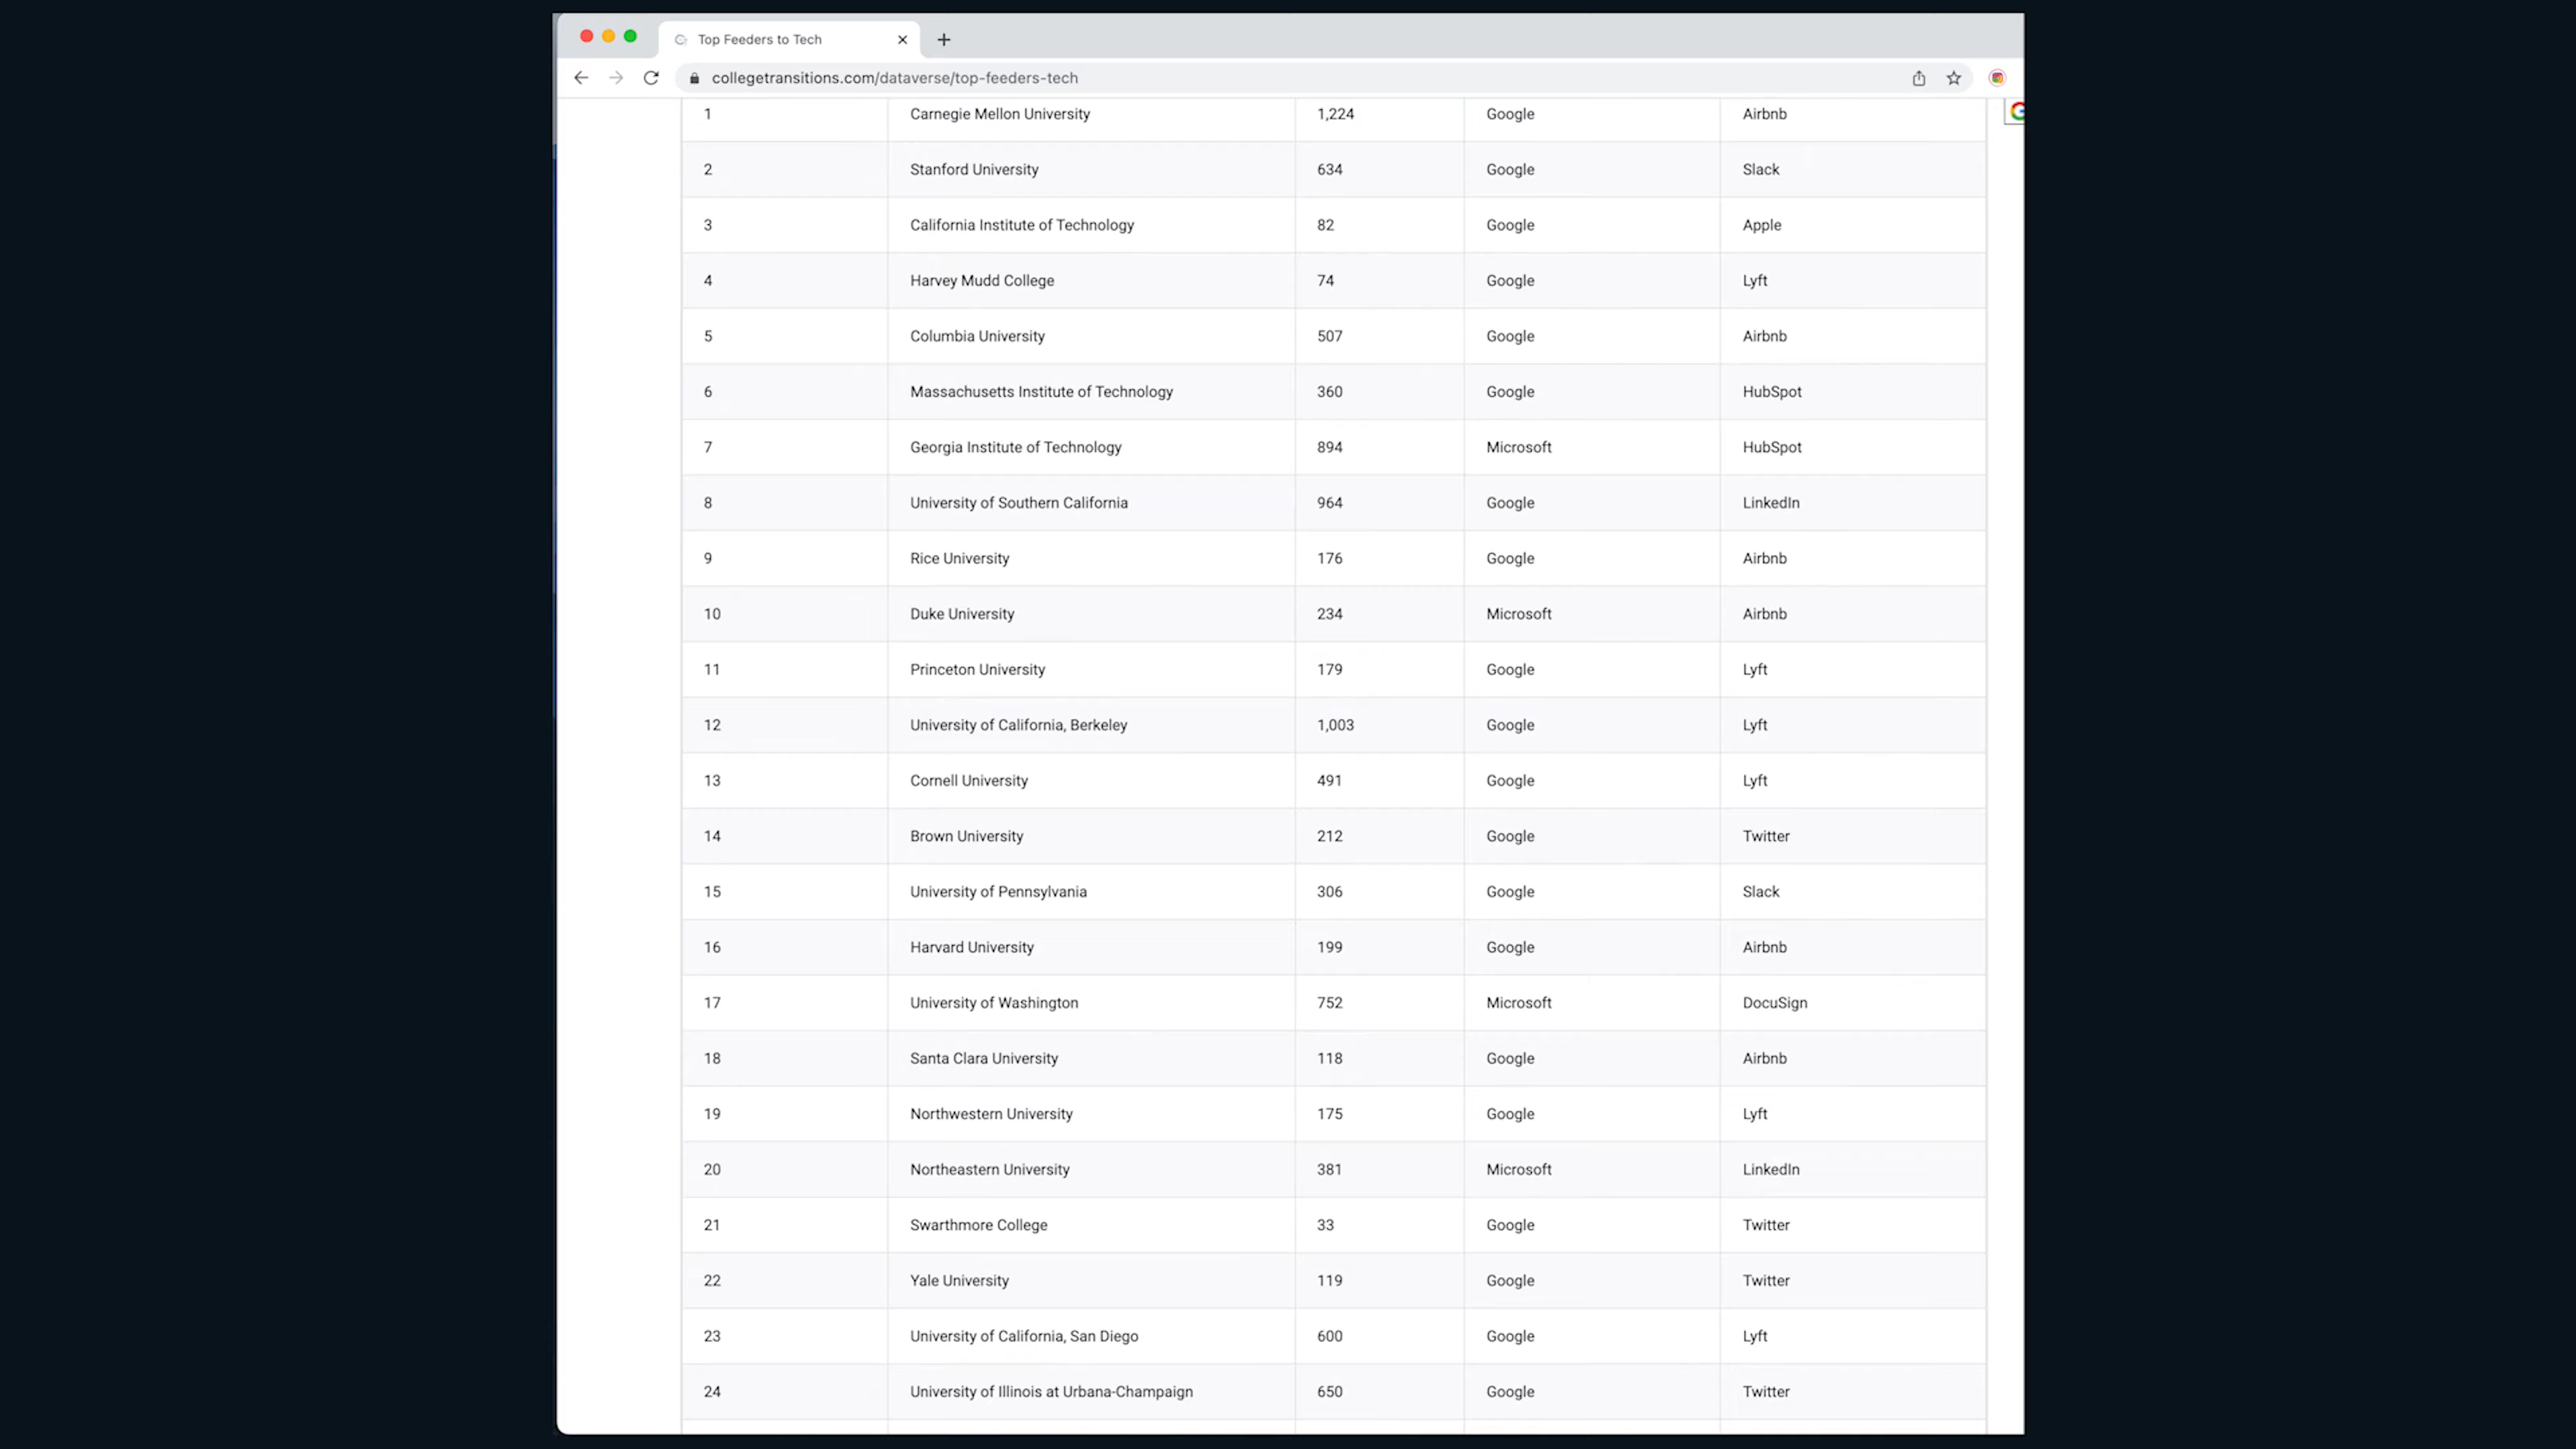 Top Feeders to Tech
collegetransitions.com/dataverse/top-feeders-tech
1 Carnegie Mellon University 1,224 Google Airbnb
2 Stanford University 634 Google Slack
3 California Institute of Technology 82 Google Apple
4 Harvey Mudd College 74 Google Lyft
5 Columbia University 507 Google Airbnb
6 Massachusetts Institute of Technology 360 Google HubSpot
7 Georgia Institute of Technology 894 Microsoft HubSpot
8 University of Southern California 964 Google LinkedIn
9 Rice University 176 Google Airbnb
10 Duke University 234 Microsoft Airbnb
11 Princeton University 179 Google Lyft
12 University of California, Berkeley 1,003 Google Lyft
13 Cornell University 491 Google Lyft
14 Brown University 212 Google Twitter
15 University of Pennsylvania 306 Google Slack
16 Harvard University 199 Google Airbnb
17 University of Washington 752 Microsoft DocuSign
18 Santa Clara University 118 Google Airbnb
19 Northwestern University 175 Google Lyft
20 Northeastern University 381 Microsoft LinkedIn
21 Swarthmore College 33 Google Twitter
22 Yale University 119 Google Twitter
23 University of California, San Diego 600 Google Lyft
24 University of Illinois at Urbana-Champaign 650 Google Twitter